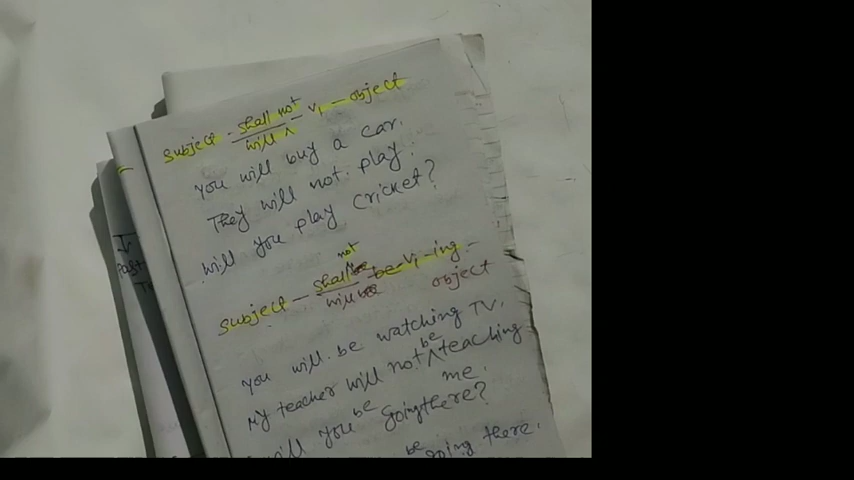 Subject - shall not / will ^ - V₁ - object
You will buy a car.
They will not play.
Will you play cricket?
not
Subject - shall / will - be - V₁ - ing -
object
You will be watching TV.
My teacher will not be ^ teaching
me.
will you be going there?
be going there.
Past